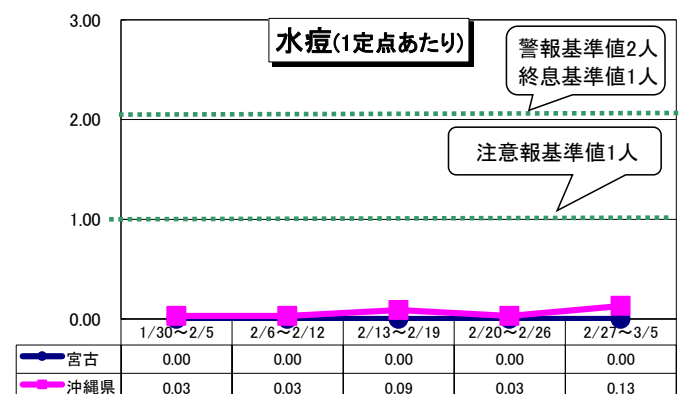 3.00
水痘(1定点あたり)
警報基準値2人
終息基準値1人
2.00
注意報基準値1人
1.00
0.00
1/30～2/5 2/6～2/12 2/13～2/19 2/20～2/26 2/27～3/5
宮古 0.00 0.00 0.00 0.00 0.00
沖縄県 0.03 0.03 0.09 0.03 0.13